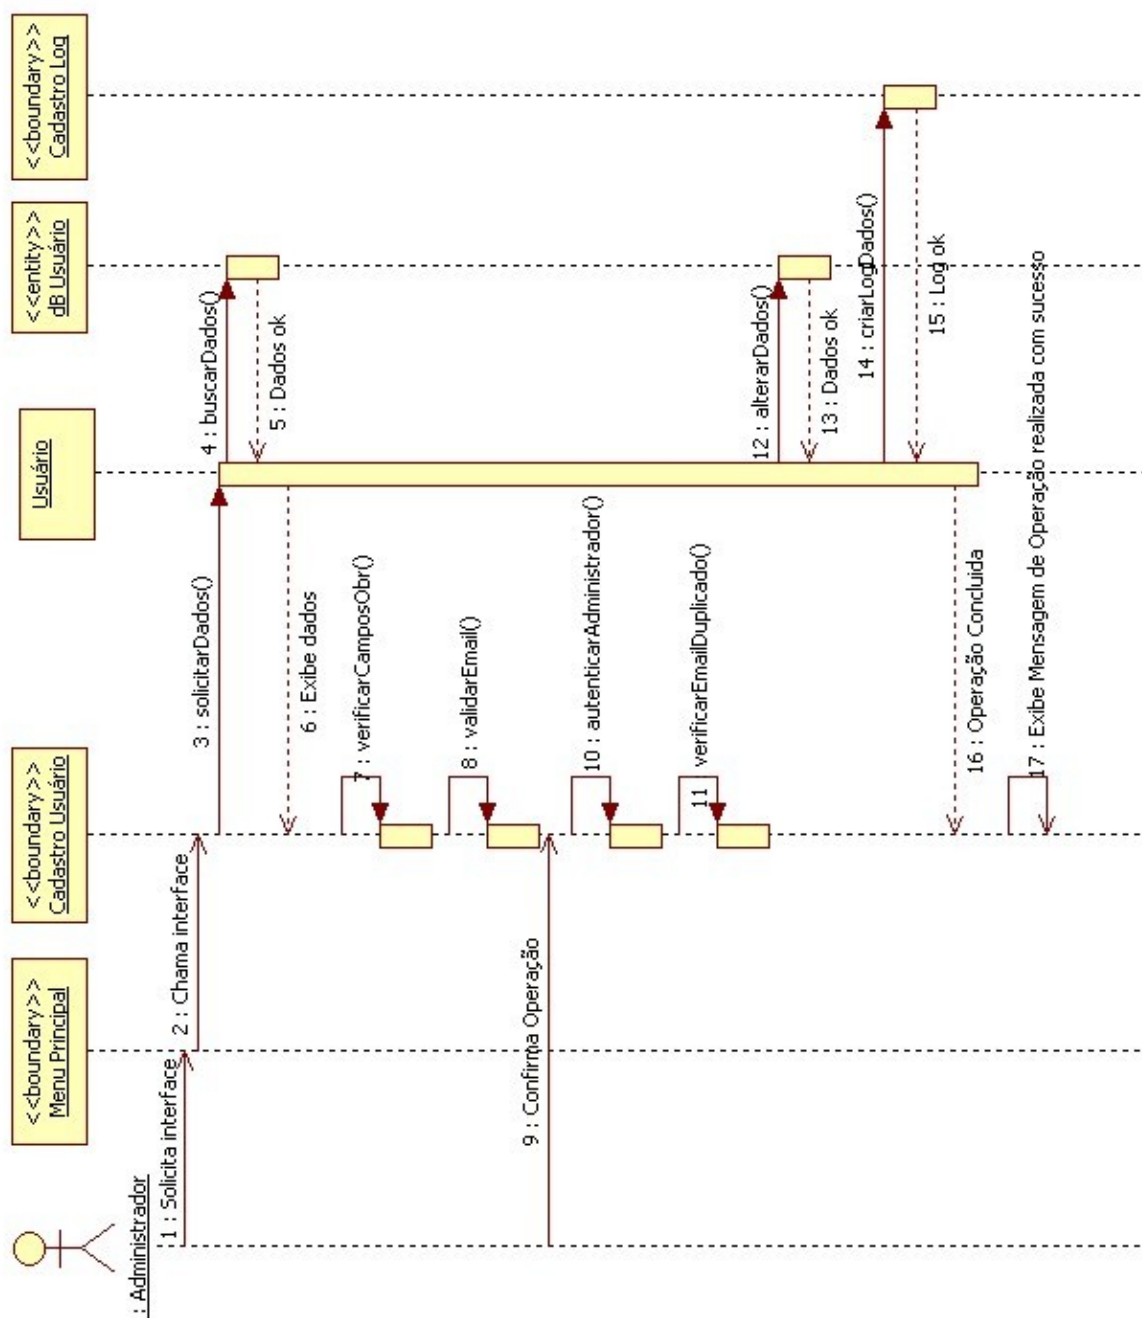 : Administrador
<<boundary>>
Menu Principal
<<boundary>>
Cadastro Usuário
Usuário
<<entity>>
dB Usuário
<<boundary>>
Cadastro Log
1 : Solicita interface
2 : Chama interface
3 : solicitarDados()
4 : buscarDados()
5 : Dados ok
6 : Exibe dados
7 : verificarCamposObr()
8 : validarEmail()
9 : Confirma Operação
10 : autenticarAdministrador()
11 : verificarEmailDuplicado()
12 : alterarDados()
13 : Dados ok
14 : criarLogDados()
15 : Log ok
16 : Operação Concluida
17 : Exibe Mensagem de Operação realizada com sucesso